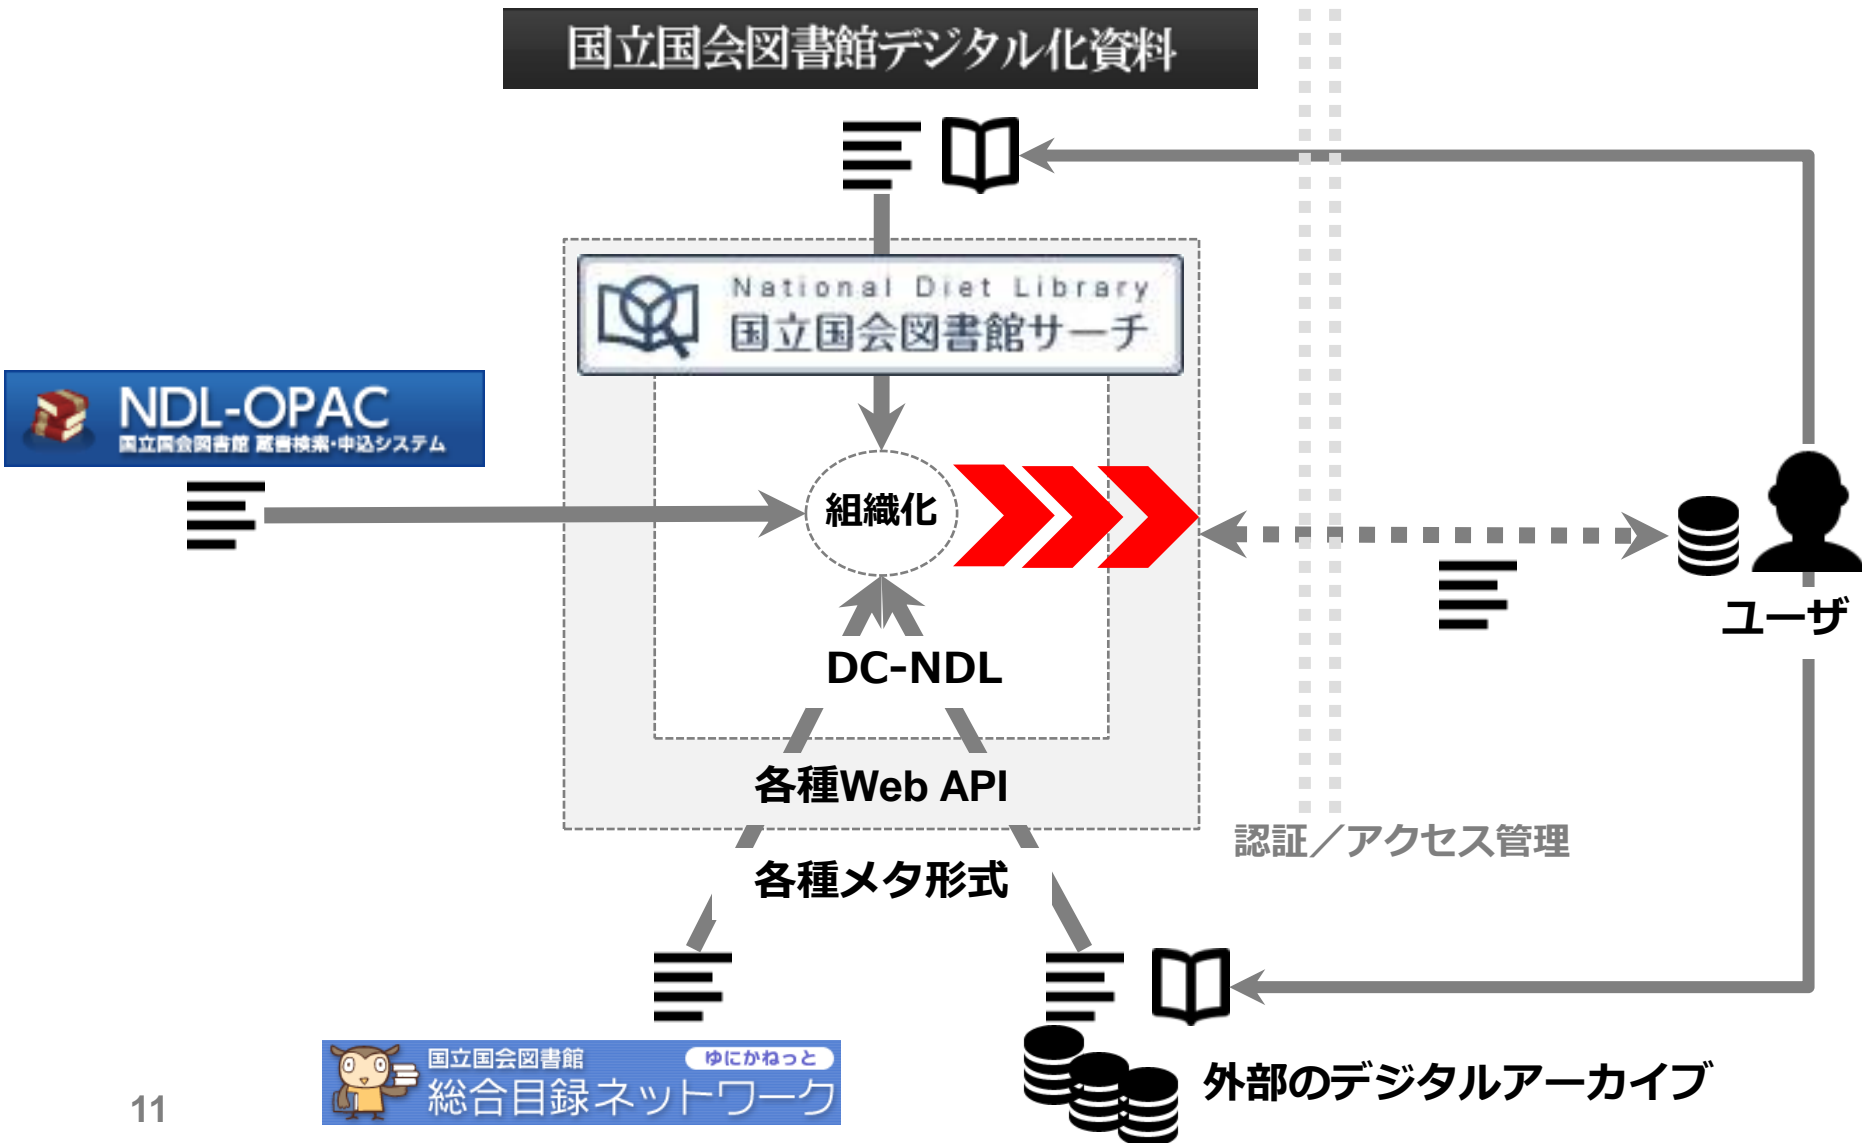 国立国会図書館デジタル化資料
National Diet Library
国立国会図書館サーチ
NDL-OPAC
国立国会図書館 蔵書検索・申込システム
組織化
ユーザ
DC-NDL
各種Web API
認証／アクセス管理
各種メタ形式
国立国会図書館
ゆにかねっと
総合目録ネットワーク
外部のデジタルアーカイブ
11